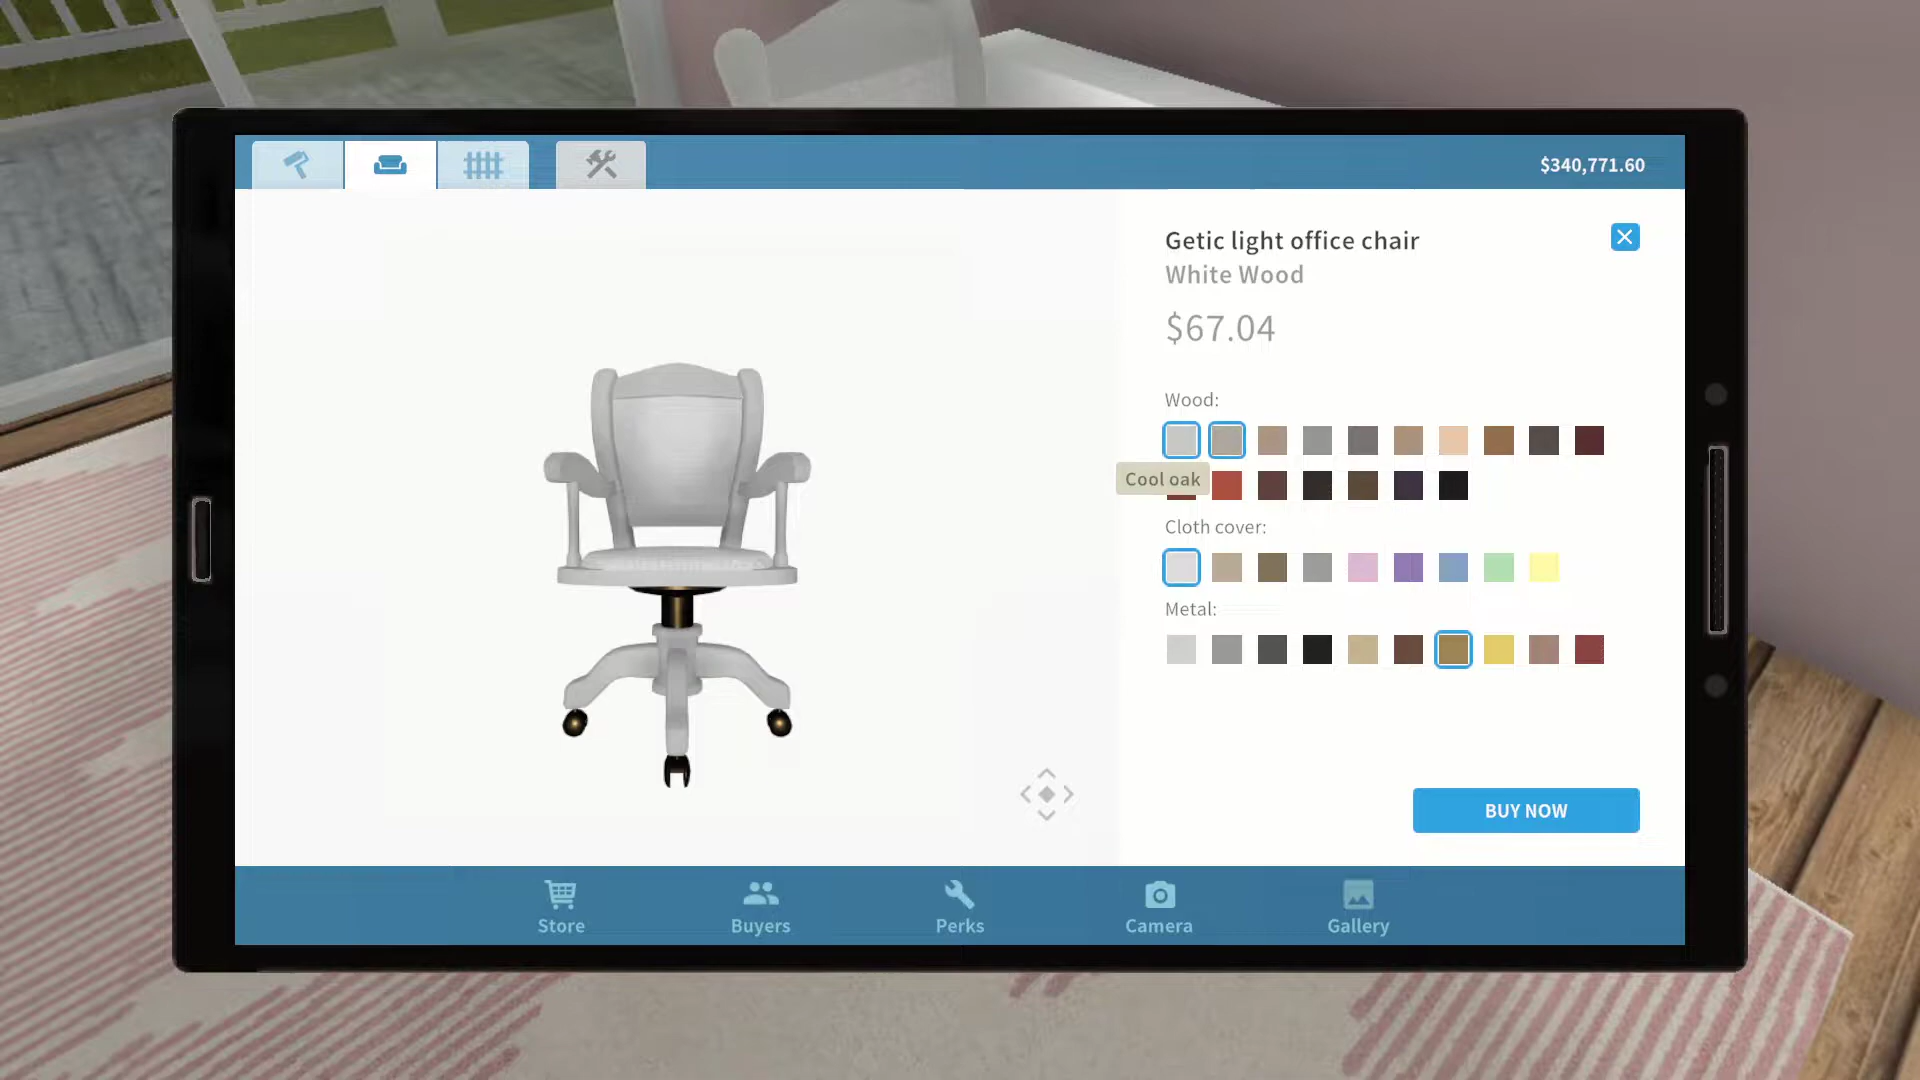 $340,771.60
Getic light office chair
White Wood
$67.04
Wood:
Cool oak
Cloth cover:
Metal:
BUY NOW
Store
Buyers
Perks
Camera
Gallery